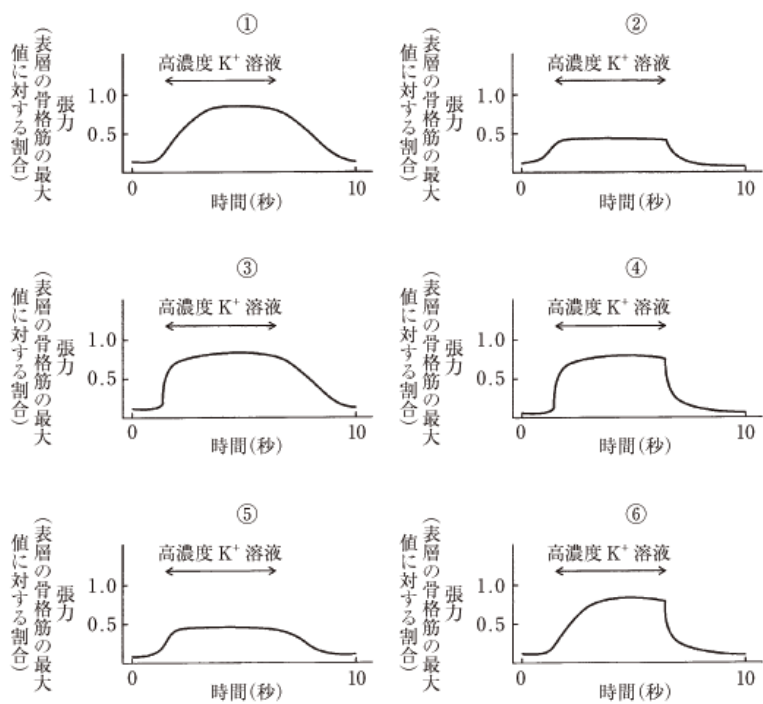 ①
張力
(表層の骨格筋の最大
値に対する割合)
高濃度 K⁺ 溶液
1.0
0.5
0
10
時間(秒)
②
張力
(表層の骨格筋の最大
値に対する割合)
高濃度 K⁺ 溶液
1.0
0.5
0
10
時間(秒)
③
張力
(表層の骨格筋の最大
値に対する割合)
高濃度 K⁺ 溶液
1.0
0.5
0
10
時間(秒)
④
張力
(表層の骨格筋の最大
値に対する割合)
高濃度 K⁺ 溶液
1.0
0.5
0
10
時間(秒)
⑤
張力
(表層の骨格筋の最大
値に対する割合)
高濃度 K⁺ 溶液
1.0
0.5
0
10
時間(秒)
⑥
張力
(表層の骨格筋の最大
値に対する割合)
高濃度 K⁺ 溶液
1.0
0.5
0
10
時間(秒)